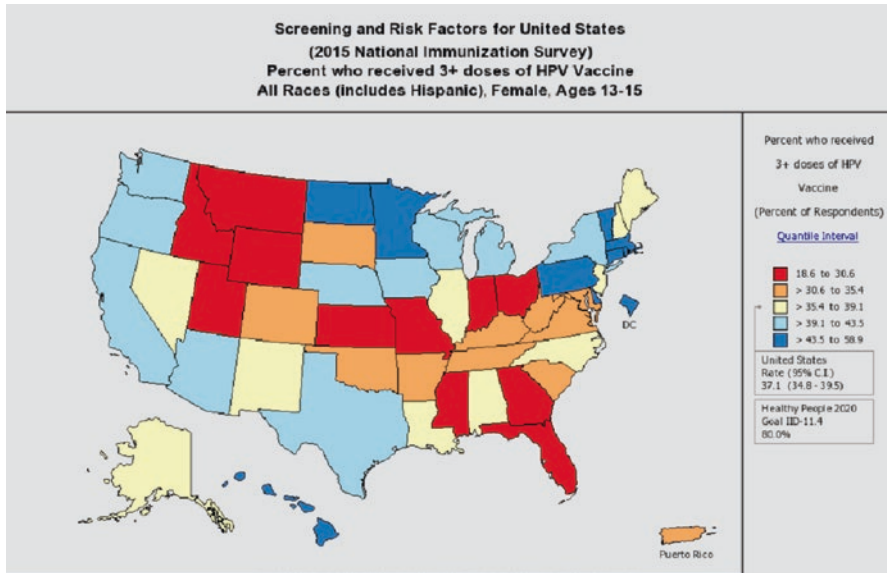 Screening and Risk Factors for United States
(2015 National Immunization Survey)
Percent who received 3+ doses of HPV Vaccine
All Races (includes Hispanic), Female, Ages 13-15
Percent who received
3+ doses of HPV
Vaccine
(Percent of Respondents)
Quantile Interval
18.6 to 30.6
> 30.6 to 35.4
> 35.4 to 39.1
> 39.1 to 43.5
> 43.5 to 58.9
United States
Rate (95% C.I.)
37.1 (34.8 - 39.5)
Healthy People 2020
Goal IID-11.4
80.0%
DC
Puerto Rico